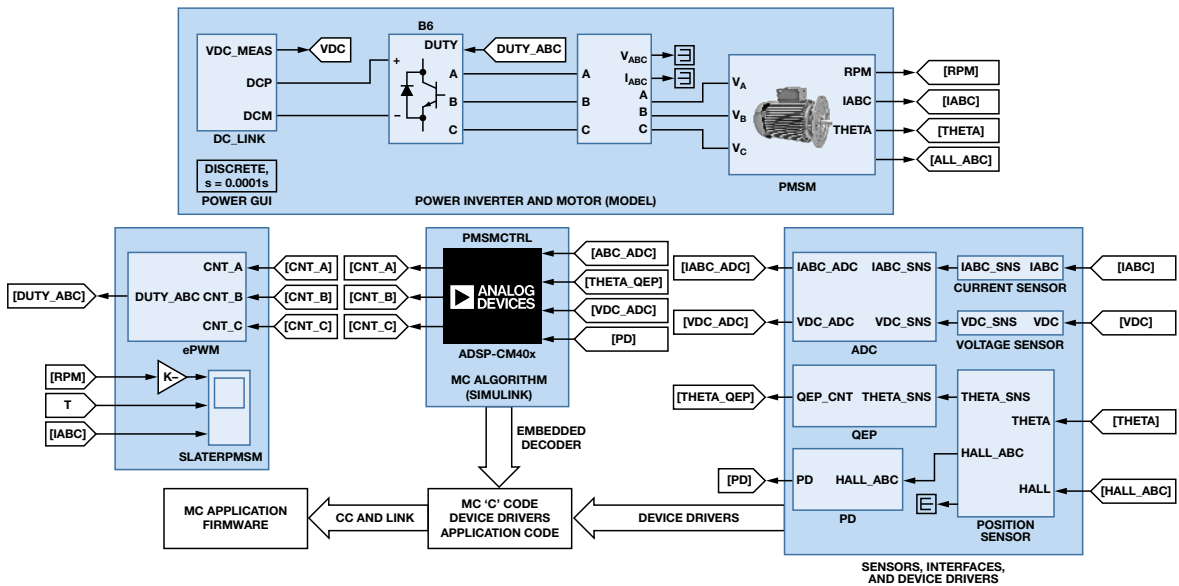 B6
VDC_MEAS
VDC
DUTY
DUTY_ABC
DCP
DCM
DC_LINK
+
–
A
B
C
A
B
C
V_ABC
I_ABC
A
B
C
V_A
V_B
V_C
RPM
IABC
THETA
[RPM]
[IABC]
[THETA]
[ALL_ABC]
PMSM
DISCRETE,
s = 0.0001s
POWER GUI
POWER INVERTER AND MOTOR (MODEL)
[DUTY_ABC]
DUTY_ABC
CNT_A
CNT_B
CNT_C
ePWM
[CNT_A]
[CNT_B]
[CNT_C]
[CNT_A]
[CNT_B]
[CNT_C]
[RPM]
T
[IABC]
K–
SLATERPMSM
PMSMCTRL
ANALOG
DEVICES
ADSP-CM40x
MC ALGORITHM
(SIMULINK)
[ABC_ADC]
[THETA_QEP]
[VDC_ADC]
[PD]
EMBEDDED
DECODER
[IABC_ADC]
[VDC_ADC]
IABC_ADC
IABC_SNS
VDC_ADC
VDC_SNS
ADC
IABC_SNS
IABC
CURRENT SENSOR
VDC_SNS
VDC
VOLTAGE SENSOR
[IABC]
[VDC]
[THETA_QEP]
QEP_CNT
THETA_SNS
QEP
[PD]
PD
HALL_ABC
PD
THETA_SNS
THETA
HALL_ABC
HALL
POSITION
SENSOR
[THETA]
[HALL_ABC]
MC APPLICATION
FIRMWARE
CC AND LINK
MC ‘C’ CODE
DEVICE DRIVERS
APPLICATION CODE
DEVICE DRIVERS
SENSORS, INTERFACES,
AND DEVICE DRIVERS